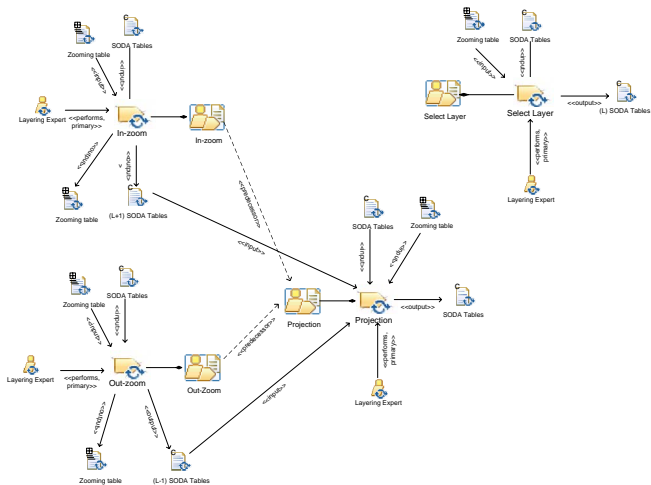 Zooming table
SODA Tables
<<input>>
<<input>>
Layering Expert
<<performs,
primary>>
In-zoom
In-zoom
<<output>>
<<output>>
v
Zooming table
(L+1) SODA Tables
<<predecessor>>
<<input>>
Zooming table
SODA Tables
<<input>>
<<input>>
Select Layer
Select Layer
<<output>>
(L) SODA Tables
<<performs,
primary>>
Layering Expert
SODA Tables
Zooming table
<<input>>
<<input>>
Projection
Projection
<<output>>
SODA Tables
<<performs,
primary>>
Layering Expert
Zooming table
SODA Tables
<<input>>
<<input>>
Layering Expert
<<performs,
primary>>
Out-zoom
Out-Zoom
<<predecessor>>
<<output>>
<<output>>
<<input>>
Zooming table
(L-1) SODA Tables